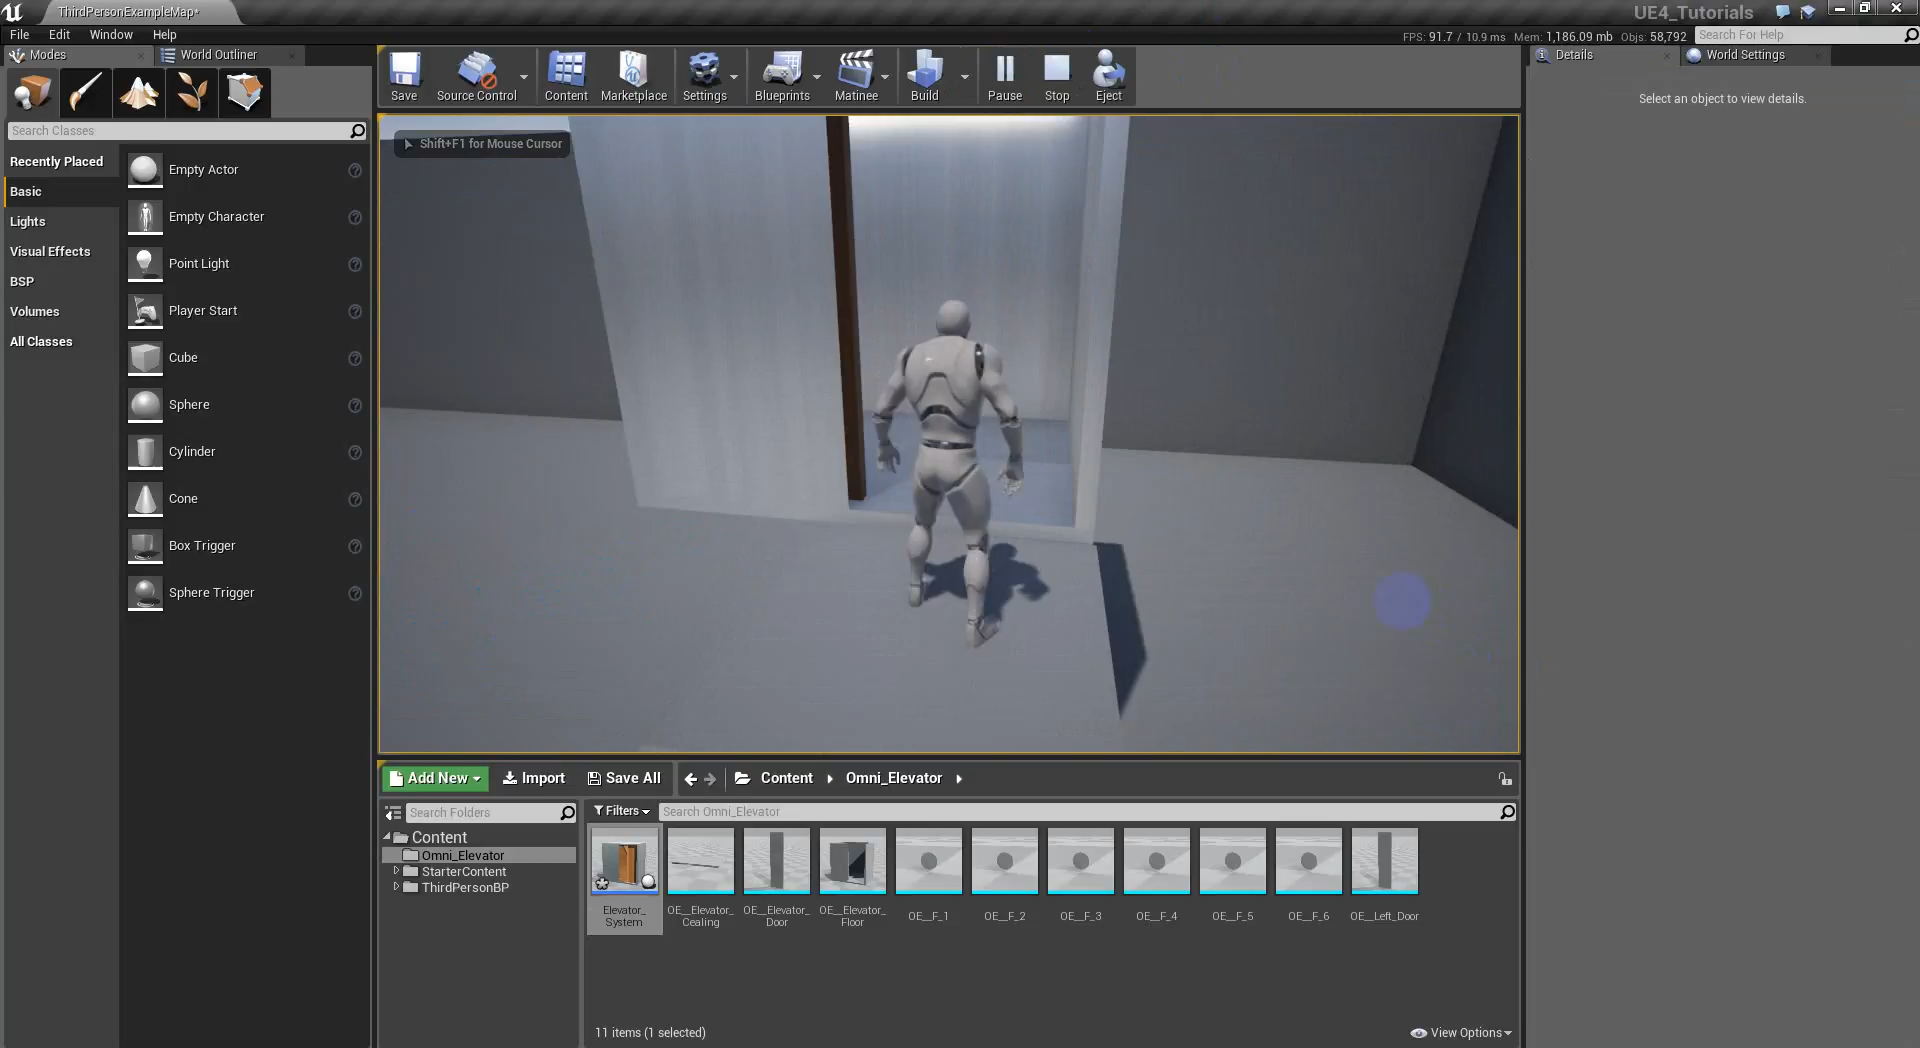 ThirdPersonExampleMap*
UE4_Tutorials
File Edit Window Help
FPS: 91.7 / 10.9 ms Mem: 1,186.09 mb Objs: 58,792
Search For Help
Modes
World Outliner
Save
Source Control
Content
Marketplace
Settings
Blueprints
Matinee
Build
Pause
Stop
Eject
Details
World Settings
Select an object to view details.
Search Classes
Recently Placed
Basic
Lights
Visual Effects
BSP
Volumes
All Classes
Empty Actor
Empty Character
Point Light
Player Start
Cube
Sphere
Cylinder
Cone
Box Trigger
Sphere Trigger
Shift+F1 for Mouse Cursor
Add New
Import
Save All
Content
Omni_Elevator
Search Folders
Filters
Search Omni_Elevator
Content
Omni_Elevator
StarterContent
ThirdPersonBP
Elevator_
System
OE__Elevator_
Cealing
OE__Elevator_
Door
OE__Elevator_
Floor
OE__F_1
OE__F_2
OE__F_3
OE__F_4
OE__F_5
OE__F_6
OE__Left_Door
11 items (1 selected)
View Options